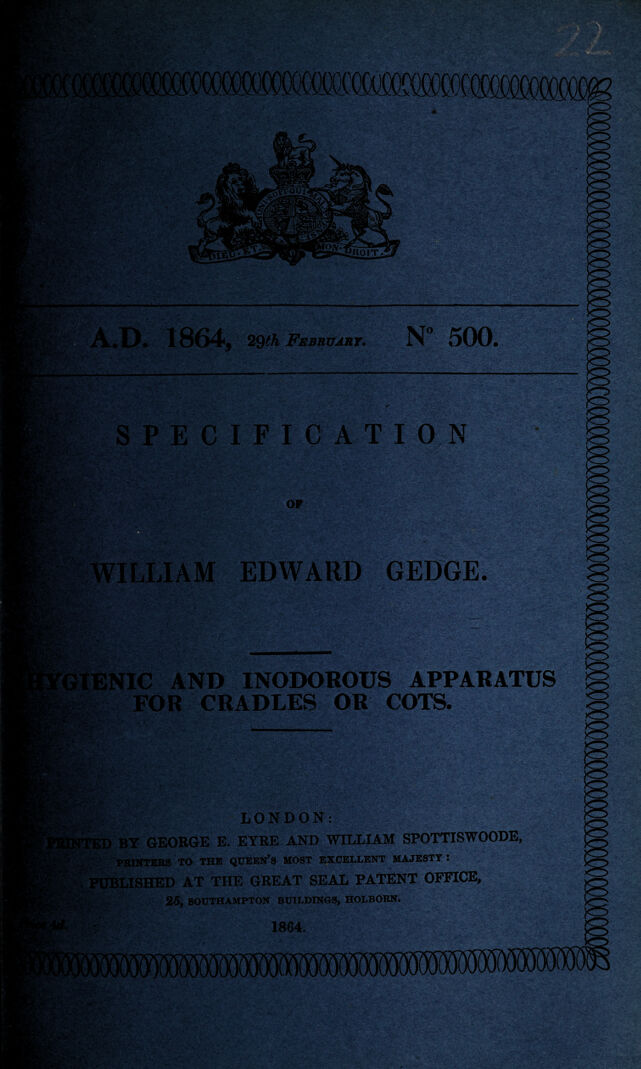 22
DIEU · ET · MON · DROIT ·
A.D. 1864, 29th FEBRUARY. N° 500.
SPECIFICATION
OF
WILLIAM EDWARD GEDGE.
HYGIENIC AND INODOROUS APPARATUS
FOR CRADLES OR COTS.
LONDON:
PRINTED BY GEORGE E. EYRE AND WILLIAM SPOTTISWOODE,
PRINTERS TO THE QUEEN'S MOST EXCELLENT MAJESTY:
PUBLISHED AT THE GREAT SEAL PATENT OFFICE,
25, SOUTHAMPTON BUILDINGS, HOLBORN.
1864.